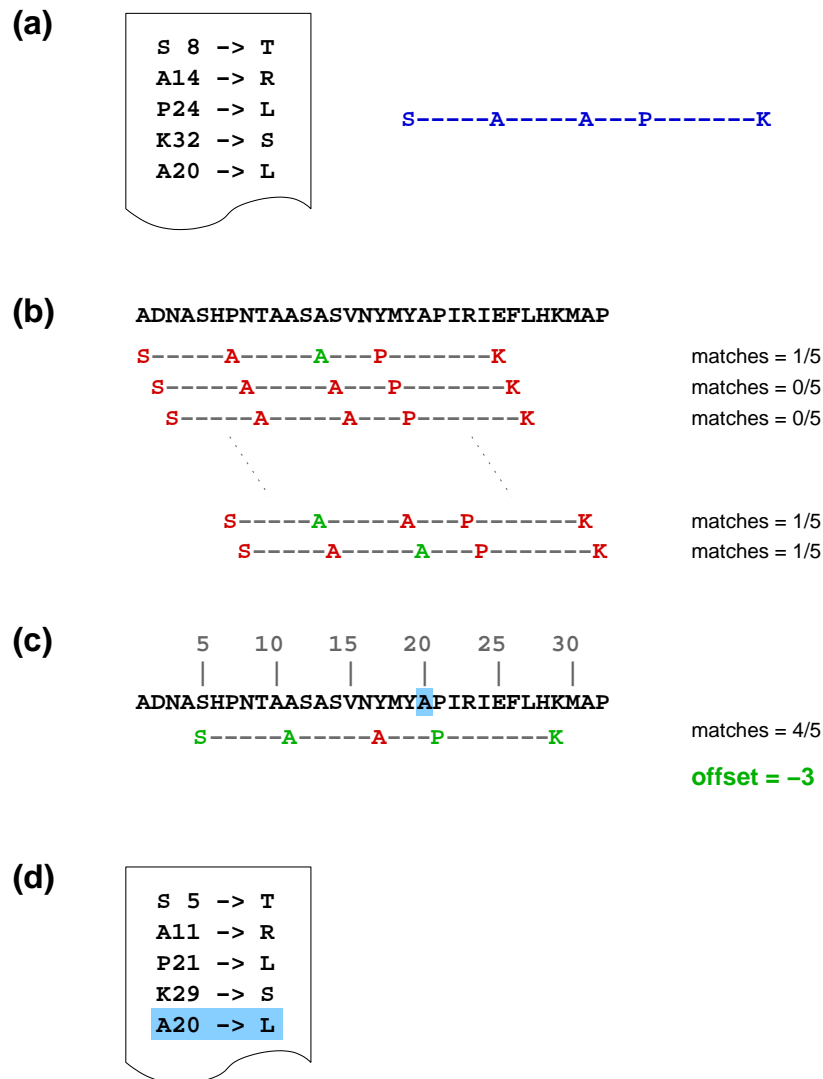 (a)
S 8 -> T
A14 -> R
P24 -> L
K32 -> S
A20 -> L
S-----A-----A---P-------K
(b)
ADNASHPNTAASASVNYMYAPIRIEFLHKMAP
S-----A-----A---P-------K matches = 1/5
S-----A-----A---P-------K matches = 0/5
S-----A-----A---P-------K matches = 0/5
S-----A-----A---P-------K matches = 1/5
S-----A-----A---P-------K matches = 1/5
(c)
5 10 15 20 25 30
ADNASHPNTAASASVNYMYAPIRIEFLHKMAP
S-----A-----A---P-------K matches = 4/5
offset = −3
(d)
S 5 -> T
A11 -> R
P21 -> L
K29 -> S
A20 -> L